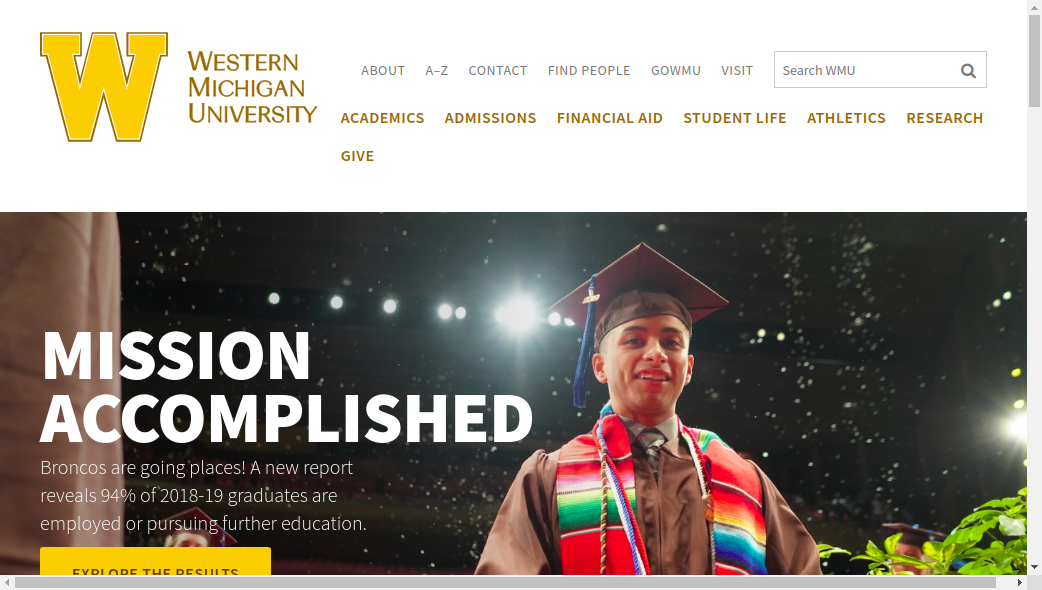 W
WESTERN
MICHIGAN
UNIVERSITY
ABOUT A–Z CONTACT FIND PEOPLE GOWMU VISIT
Search WMU
ACADEMICS ADMISSIONS FINANCIAL AID STUDENT LIFE ATHLETICS RESEARCH
GIVE
MISSION
ACCOMPLISHED
Broncos are going places! A new report
reveals 94% of 2018-19 graduates are
employed or pursuing further education.
EXPLORE THE RESULTS